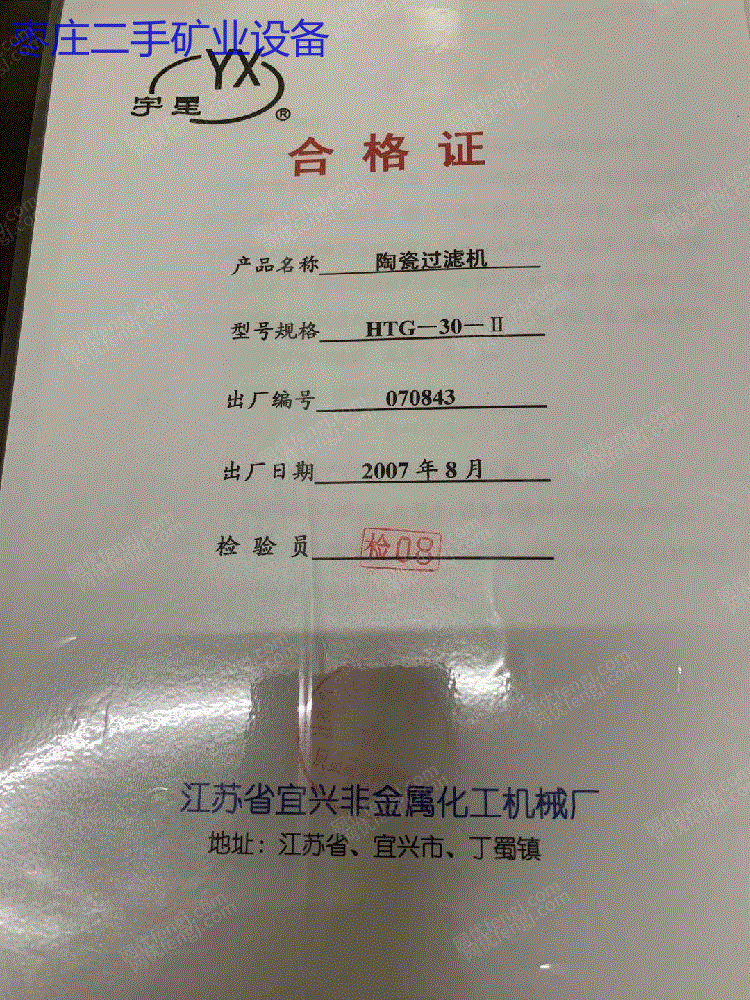 枣庄二手矿业设备
YX
宇星®
合格证
产品名称 陶瓷过滤机
型号规格 HTG-30-Ⅱ
出厂编号 070843
出厂日期 2007年8月
检验员 检08
江苏省宜兴非金属化工机械厂
地址：江苏省、宜兴市、丁蜀镇